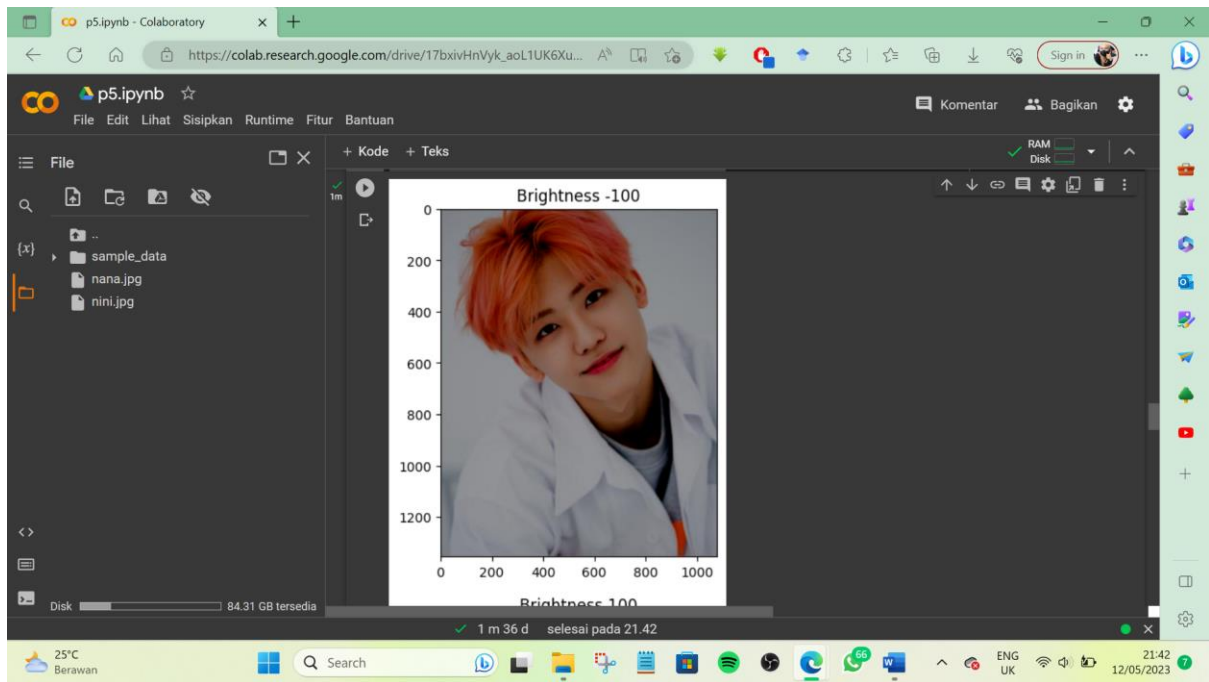 p5.ipynb - Colaboratory
https://colab.research.google.com/drive/17bxivHnVyk_aoL1UK6Xu...
Sign in
CO
p5.ipynb
File Edit Lihat Sisipkan Runtime Fitur Bantuan
Komentar
Bagikan
File
+ Kode + Teks
RAM
Disk
1m
{x}
..
sample_data
nana.jpg
nini.jpg
Brightness -100
0
200
400
600
800
1000
1200
0 200 400 600 800 1000
Brightness 100
Disk
84.31 GB tersedia
1 m 36 d selesai pada 21.42
25°C
Berawan
Search
66
ENG
UK
21:42
12/05/2023
7